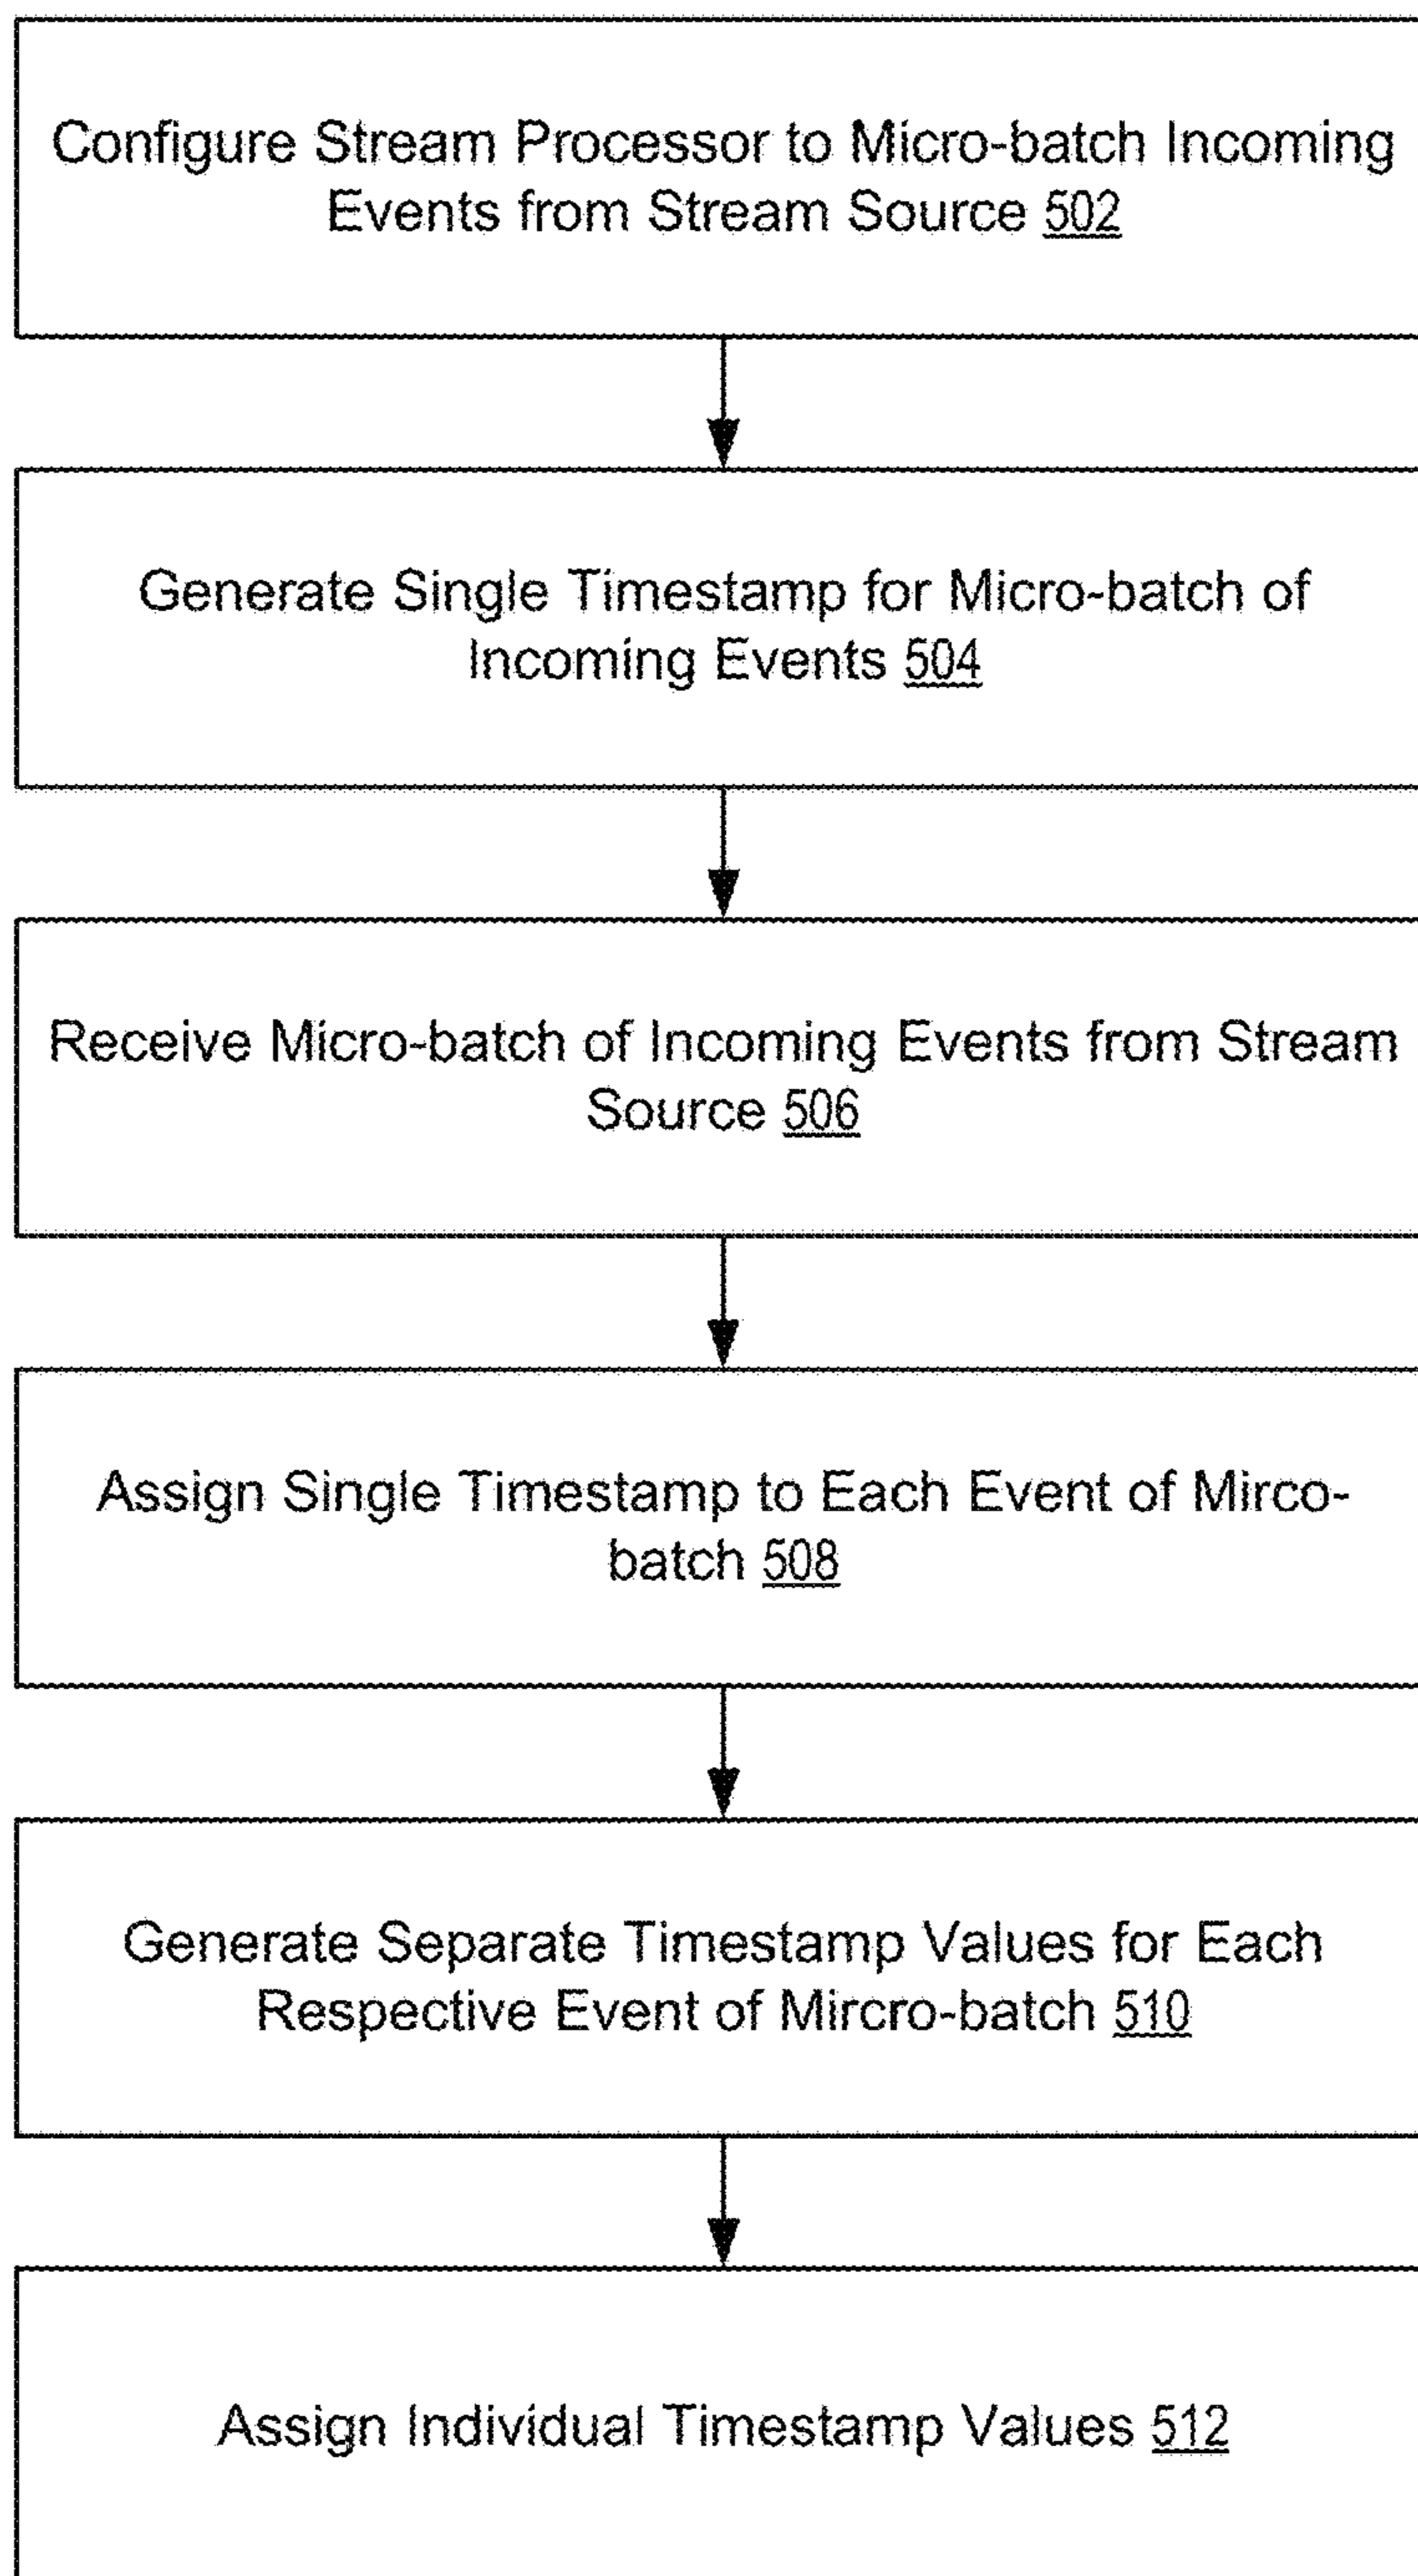 Configure Stream Processor to Micro-batch Incoming
Events from Stream Source 502
Generate Single Timestamp for Micro-batch of
Incoming Events 504
Receive Micro-batch of Incoming Events from Stream
Source 506
Assign Single Timestamp to Each Event of Mirco-
batch 508
Generate Separate Timestamp Values for Each
Respective Event of Mircro-batch 510
Assign Individual Timestamp Values 512